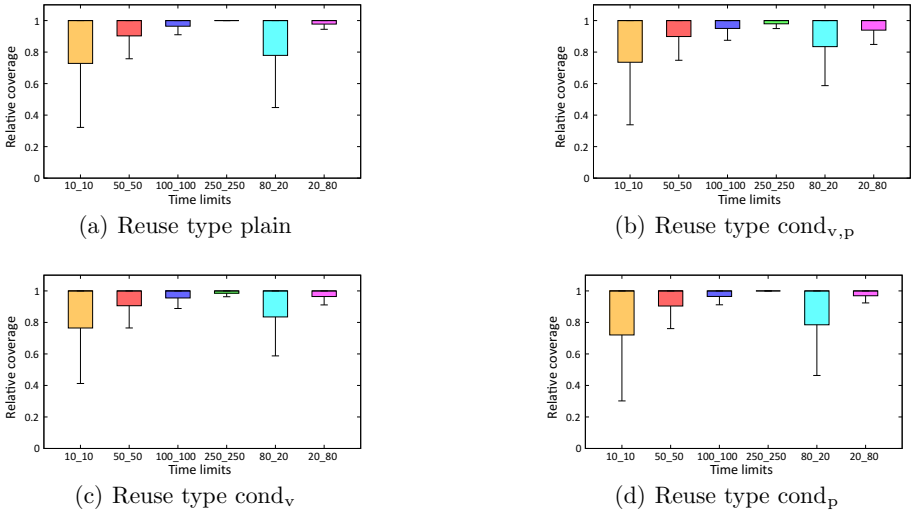 Relative coverage
1
0.8
0.6
0.4
0.2
0
10_10 50_50 100_100 250_250 80_20 20_80
Time limits
(a) Reuse type plain
Relative coverage
1
0.8
0.6
0.4
0.2
0
10_10 50_50 100_100 250_250 80_20 20_80
Time limits
(b) Reuse type cond_v,p
Relative coverage
1
0.8
0.6
0.4
0.2
0
10_10 50_50 100_100 250_250 80_20 20_80
Time limits
(c) Reuse type cond_v
Relative coverage
1
0.8
0.6
0.4
0.2
0
10_10 50_50 100_100 250_250 80_20 20_80
Time limits
(d) Reuse type cond_p